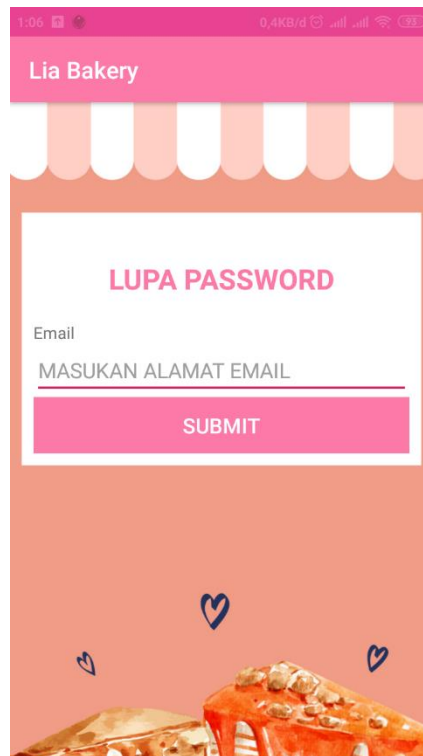 1:06 0,4KB/d 93
Lia Bakery
LUPA PASSWORD
Email
MASUKAN ALAMAT EMAIL
SUBMIT